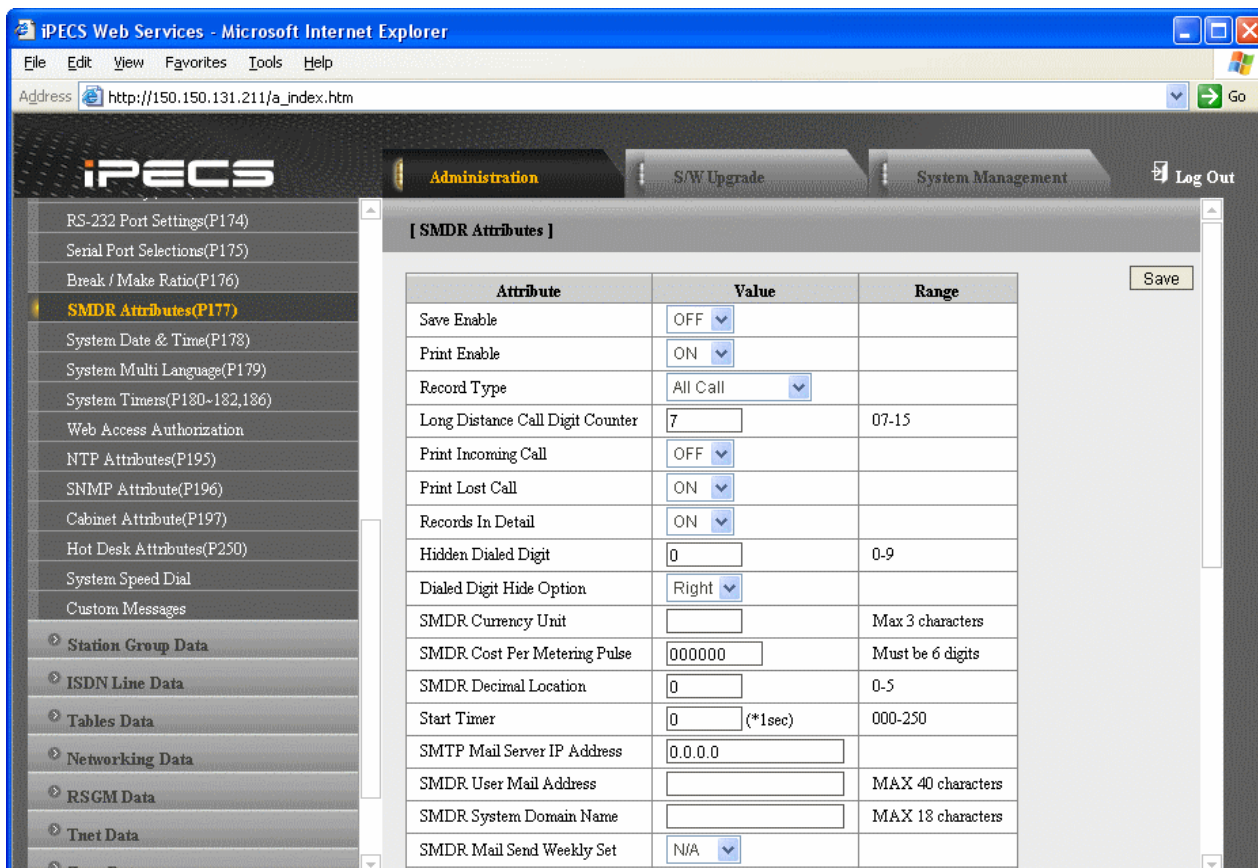 iPECS Web Services - Microsoft Internet Explorer
File Edit View Favorites Tools Help
Address http://150.150.131.211/a_index.htm Go
iPECS Administration S/W Upgrade System Management Log Out
RS-232 Port Settings(P174)
Serial Port Selections(P175)
Break / Make Ratio(P176)
SMDR Attributes(P177)
System Date & Time(P178)
System Multi Language(P179)
System Timers(P180~182,186)
Web Access Authorization
NTP Attributes(P195)
SNMP Attribute(P196)
Cabinet Attribute(P197)
Hot Desk Attributes(P250)
System Speed Dial
Custom Messages
Station Group Data
ISDN Line Data
Tables Data
Networking Data
RSGM Data
Tnet Data
[ SMDR Attributes ]
Save
Attribute Value Range
Save Enable OFF
Print Enable ON
Record Type All Call
Long Distance Call Digit Counter 7 07-15
Print Incoming Call OFF
Print Lost Call ON
Records In Detail ON
Hidden Dialed Digit 0 0-9
Dialed Digit Hide Option Right
SMDR Currency Unit Max 3 characters
SMDR Cost Per Metering Pulse 000000 Must be 6 digits
SMDR Decimal Location 0 0-5
Start Timer 0 (*1sec) 000-250
SMTP Mail Server IP Address 0.0.0.0
SMDR User Mail Address MAX 40 characters
SMDR System Domain Name MAX 18 characters
SMDR Mail Send Weekly Set N/A